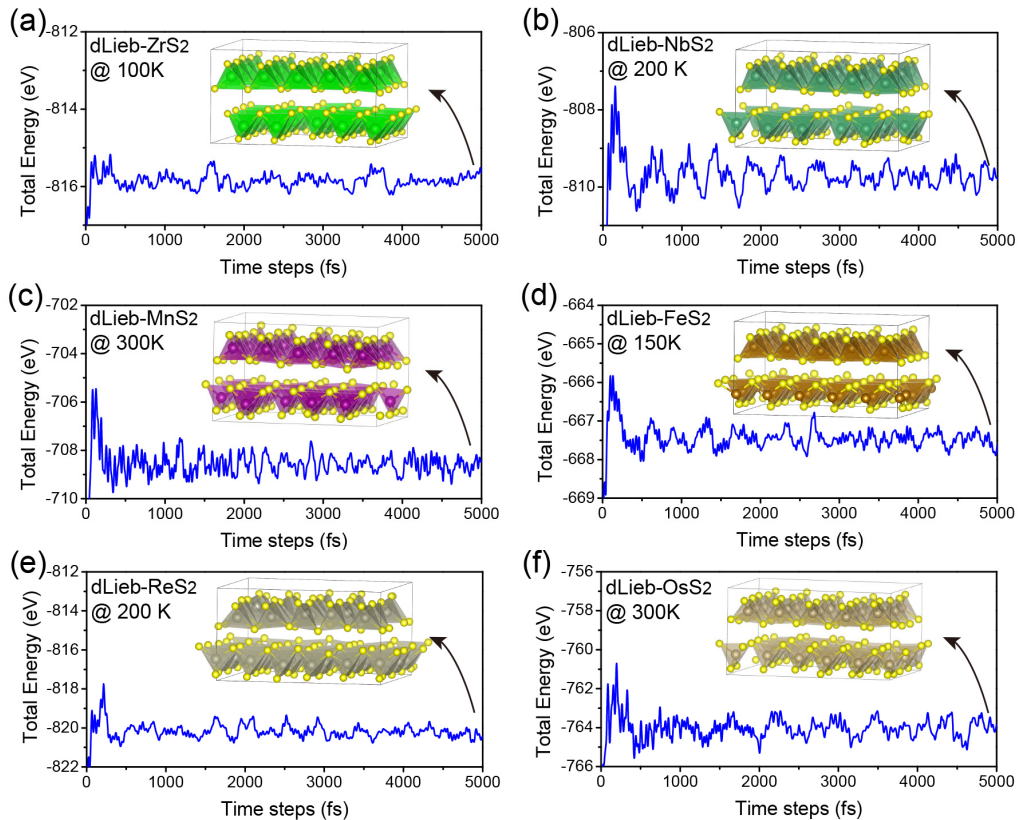 (a)
dLieb-ZrS2
@ 100K
Total Energy (eV)
-812
-814
-816
0 1000 2000 3000 4000 5000
Time steps (fs)
(b)
dLieb-NbS2
@ 200 K
Total Energy (eV)
-806
-808
-810
0 1000 2000 3000 4000 5000
Time steps (fs)
(c)
dLieb-MnS2
@ 300K
Total Energy (eV)
-702
-704
-706
-708
-710
0 1000 2000 3000 4000 5000
Time steps (fs)
(d)
dLieb-FeS2
@ 150K
Total Energy (eV)
-664
-665
-666
-667
-668
-669
0 1000 2000 3000 4000 5000
Time steps (fs)
(e)
dLieb-ReS2
@ 200 K
Total Energy (eV)
-812
-814
-816
-818
-820
-822
0 1000 2000 3000 4000 5000
Time steps (fs)
(f)
dLieb-OsS2
@ 300K
Total Energy (eV)
-756
-758
-760
-762
-764
-766
0 1000 2000 3000 4000 5000
Time steps (fs)